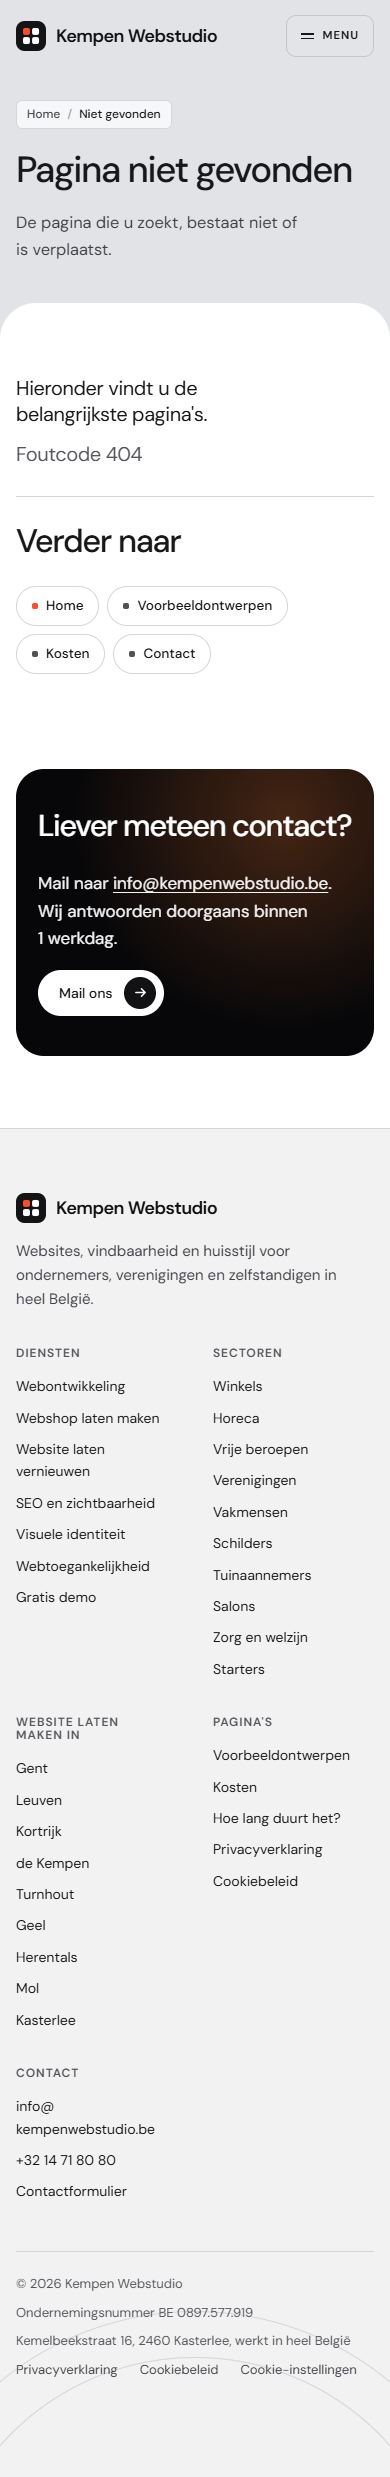 Kempen Webstudio
MENU
Home / Niet gevonden
Pagina niet gevonden
De pagina die u zoekt, bestaat niet of
is verplaatst.
Hieronder vindt u de
belangrijkste pagina's.
Foutcode 404
Verder naar
Home
Voorbeeldontwerpen
Kosten
Contact
Liever meteen contact?
Mail naar info@kempenwebstudio.be.
Wij antwoorden doorgaans binnen
1 werkdag.
Mail ons
Kempen Webstudio
Websites, vindbaarheid en huisstijl voor
ondernemers, verenigingen en zelfstandigen in
heel België.
DIENSTEN
Webontwikkeling
Webshop laten maken
Website laten
vernieuwen
SEO en zichtbaarheid
Visuele identiteit
Webtoegankelijkheid
Gratis demo
SECTOREN
Winkels
Horeca
Vrije beroepen
Verenigingen
Vakmensen
Schilders
Tuinaannemers
Salons
Zorg en welzijn
Starters
WEBSITE LATEN
MAKEN IN
Gent
Leuven
Kortrijk
de Kempen
Turnhout
Geel
Herentals
Mol
Kasterlee
PAGINA'S
Voorbeeldontwerpen
Kosten
Hoe lang duurt het?
Privacyverklaring
Cookiebeleid
CONTACT
info@
kempenwebstudio.be
+32 14 71 80 80
Contactformulier
© 2026 Kempen Webstudio
Ondernemingsnummer BE 0897.577.919
Kemelbeekstraat 16, 2460 Kasterlee, werkt in heel België
Privacyverklaring Cookiebeleid Cookie-instellingen